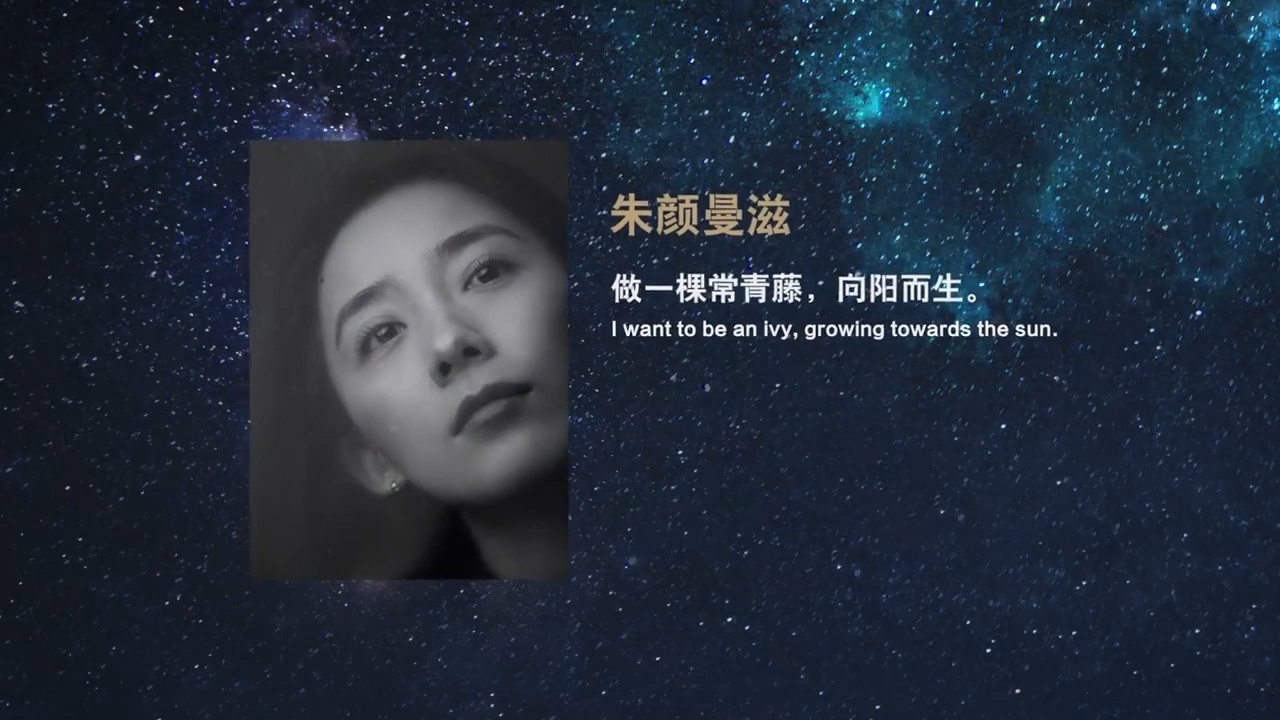 朱颜曼滋
做一棵常青藤，向阳而生。
I want to be an ivy, growing towards the sun.